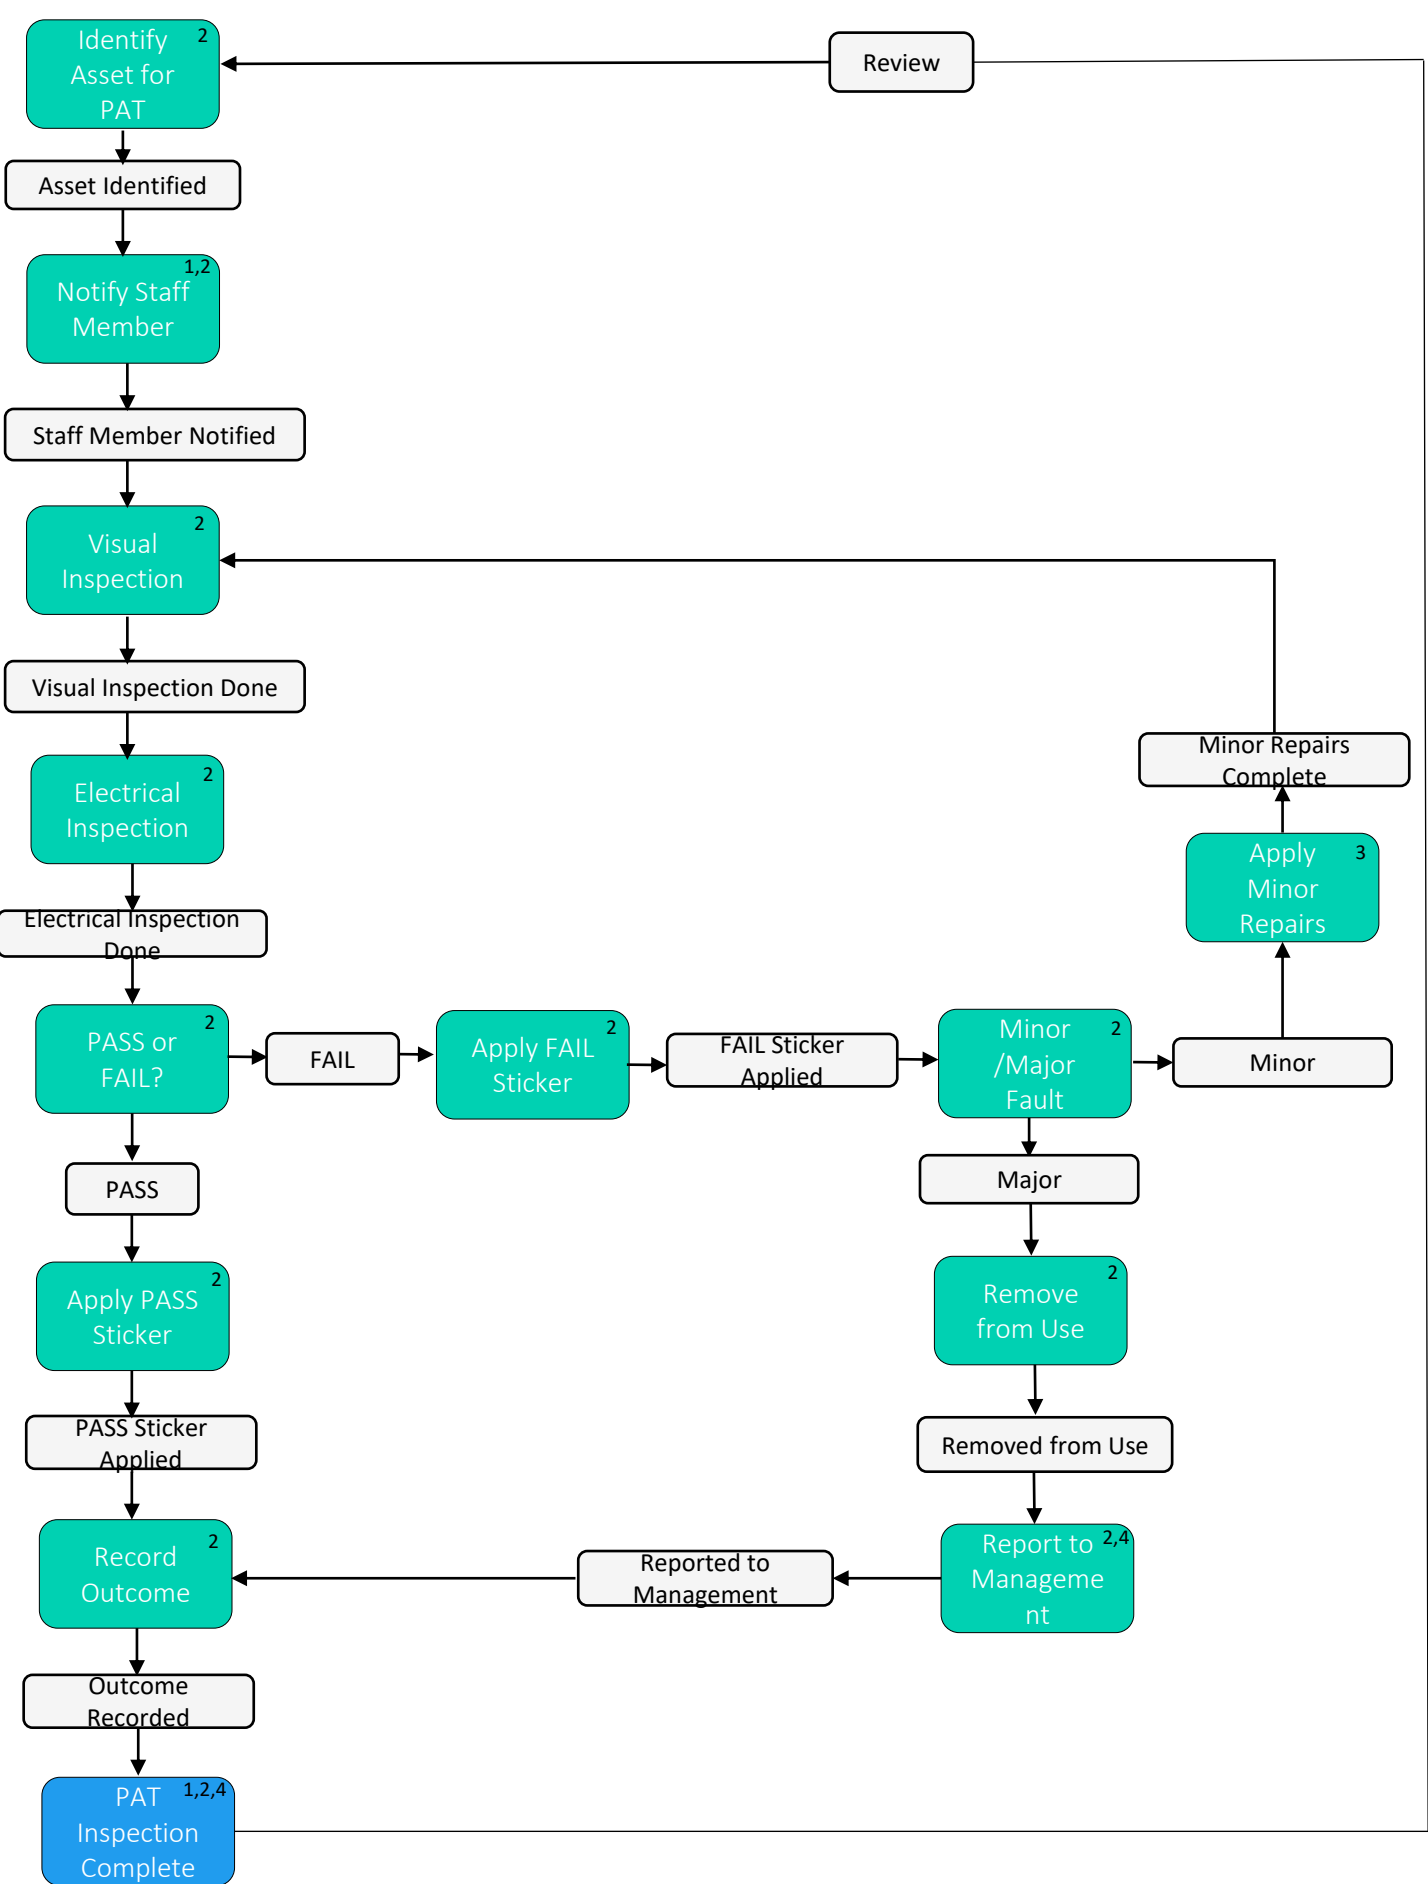 Identify 2
Asset for
PAT
Review
Asset Identified
1,2
Notify Staff
Member
Staff Member Notified
2
Visual
Inspection
Visual Inspection Done
2
Electrical
Inspection
Minor Repairs
Complete
Apply 3
Minor
Repairs
Electrical Inspection
Done
2
PASS or
FAIL?
FAIL
2
Apply FAIL
Sticker
FAIL Sticker
Applied
Minor 2
/Major
Fault
Minor
PASS
Major
2
Apply PASS
Sticker
2
Remove
from Use
PASS Sticker
Applied
Removed from Use
2
Record
Outcome
Reported to
Management
Report to 2,4
Manageme
nt
Outcome
Recorded
PAT 1,2,4
Inspection
Complete